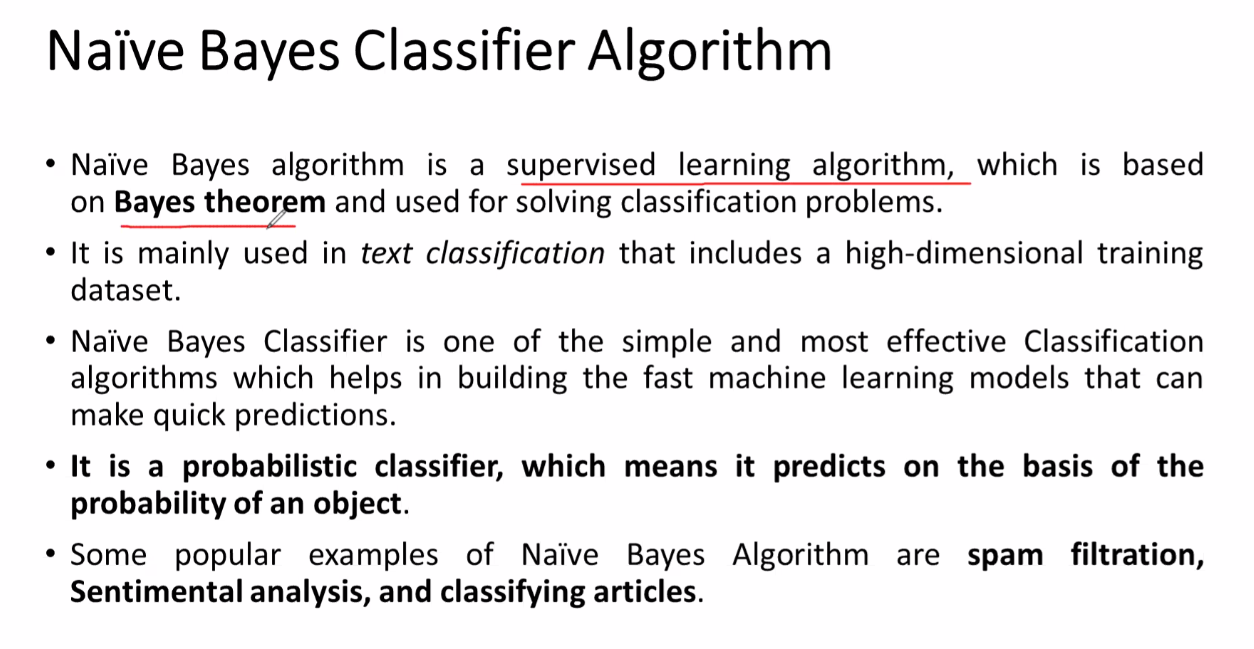 Naïve Bayes Classifier Algorithm
• Naïve Bayes algorithm is a supervised learning algorithm, which is based
on Bayes theorem and used for solving classification problems.
• It is mainly used in text classification that includes a high-dimensional training
dataset.
• Naïve Bayes Classifier is one of the simple and most effective Classification
algorithms which helps in building the fast machine learning models that can
make quick predictions.
• It is a probabilistic classifier, which means it predicts on the basis of the
probability of an object.
• Some popular examples of Naïve Bayes Algorithm are spam filtration,
Sentimental analysis, and classifying articles.